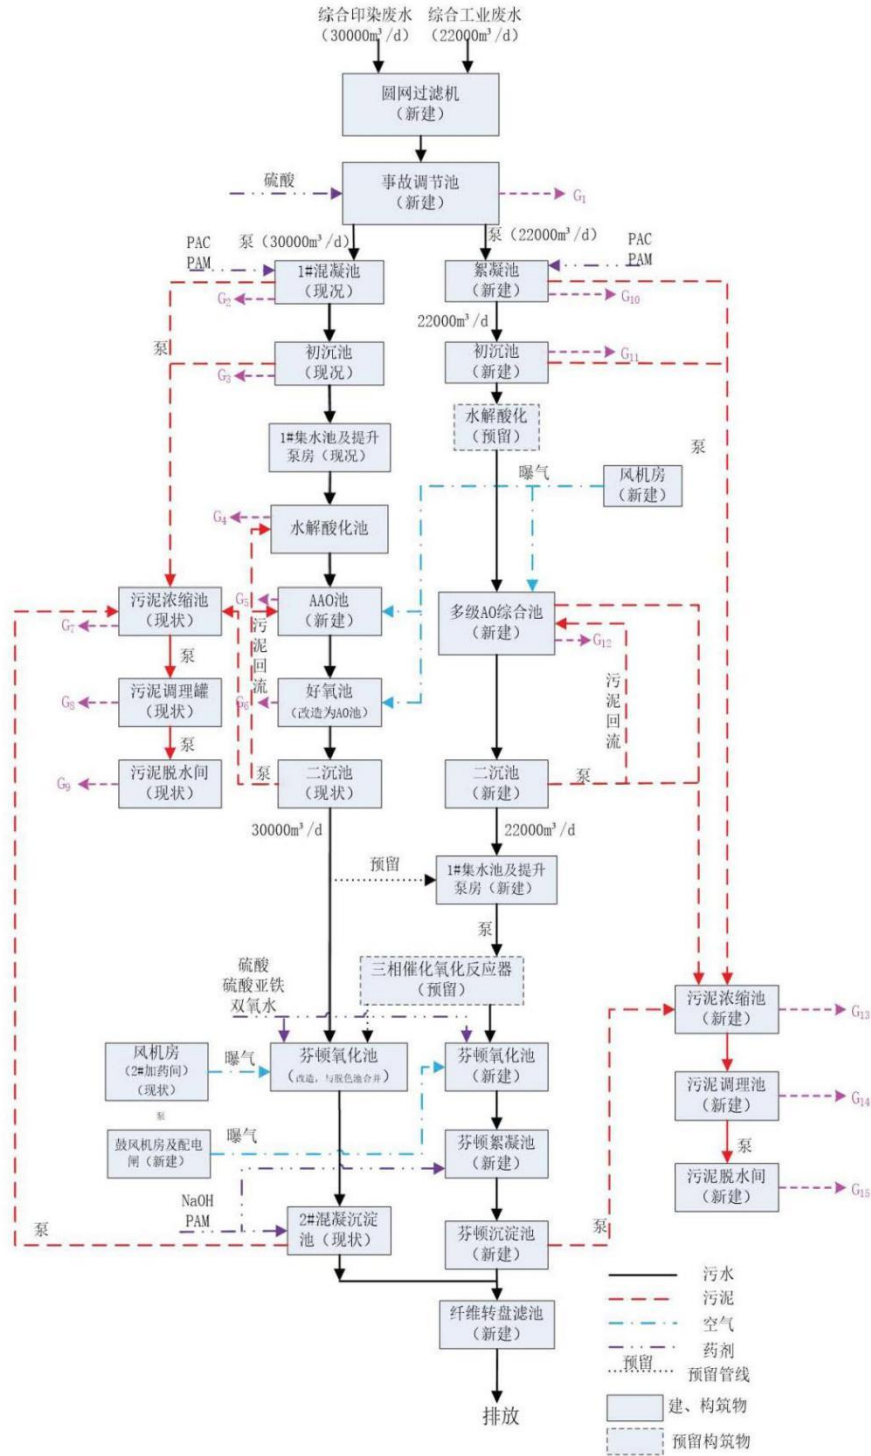 综合印染废水
（30000m³/d）
综合工业废水
（22000m³/d）
圆网过滤机
（新建）
硫酸
事故调节池
（新建）
G₁
泵（30000m³/d）
泵（22000m³/d）
PAC
PAM
PAC
PAM
1#混凝池
（现况）
絮凝池
（新建）
G₂
G₁₀
22000m³/d
泵
初沉池
（现况）
初沉池
（新建）
G₃
G₁₁
水解酸化
（预留）
1#集水池及提升
泵房（现况）
泵
曝气
风机房
（新建）
G₄
水解酸化池
污泥浓缩池
（现状）
G₅
AAO池
（新建）
多级AO综合池
（新建）
G₇
G₁₂
污泥回流
泵
污泥调理罐
（现状）
G₈
G₆
好氧池
（改造为AO池）
污泥回流
泵
污泥脱水间
（现状）
G₉
泵
二沉池
（现状）
二沉池
（新建）
泵
30000m³/d
22000m³/d
预留
1#集水池及提升
泵房（新建）
泵
硫酸
硫酸亚铁
双氧水
三相催化氧化反应器
（预留）
污泥浓缩池
（新建）
G₁₃
风机房
（2#加药间）
（现状）
曝气
芬顿氧化池
（改造，与脱色池合并）
芬顿氧化池
（新建）
污泥调理池
（新建）
G₁₄
泵
鼓风机房及配电
闸（新建）
曝气
芬顿絮凝池
（新建）
泵
污泥脱水间
（新建）
G₁₅
NaOH
PAM
泵
2#混凝沉淀
池（现状）
芬顿沉淀池
（新建）
泵
纤维转盘滤池
（新建）
排放
污水
污泥
空气
药剂
预留
预留管线
建、构筑物
预留构筑物